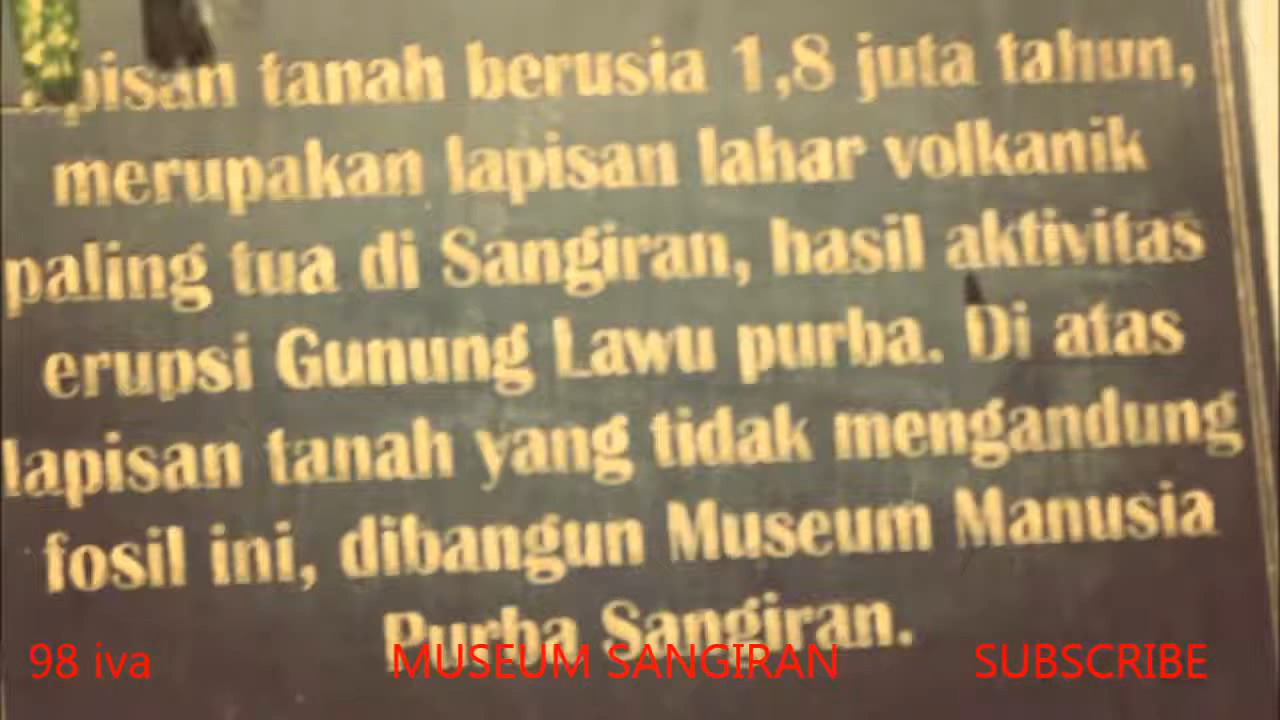 lapisan tanah berusia 1,8 juta tahun,
merupakan lapisan lahar volkanik
paling tua di Sangiran, hasil aktivitas
erupsi Gunung Lawu purba. Di atas
lapisan tanah yang tidak mengandung
fosil ini, dibangun Museum Manusia
Purba Sangiran.
98 iva MUSEUM SANGIRAN SUBSCRIBE